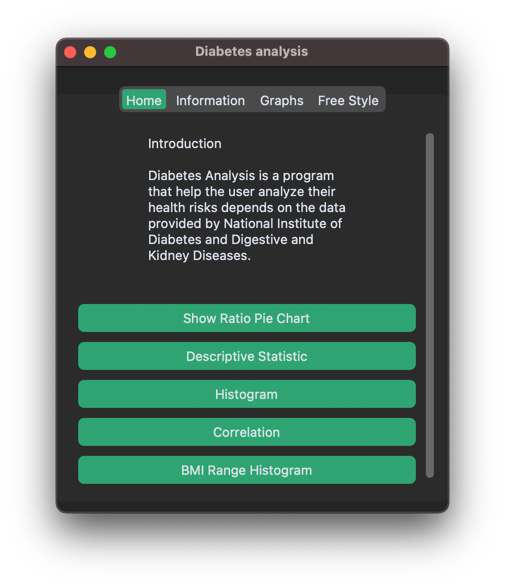 Diabetes analysis
Home Information Graphs Free Style
Introduction
Diabetes Analysis is a program
that help the user analyze their
health risks depends on the data
provided by National Institute of
Diabetes and Digestive and
Kidney Diseases.
Show Ratio Pie Chart
Descriptive Statistic
Histogram
Correlation
BMI Range Histogram